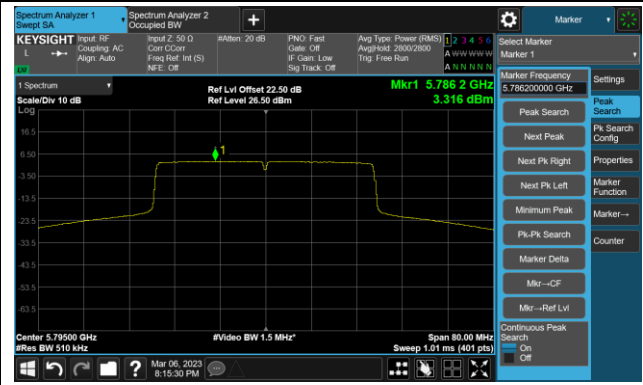 Spectrum Analyzer 1
Swept SA
Spectrum Analyzer 2
Occupied BW
Marker
KEYSIGHT
Input: RF
Coupling: AC
Align: Auto
Input Z: 50 Ω
Corr CCorr
Freq Ref: Int (S)
NFE: Off
#Atten: 20 dB
PNO: Fast
Gate: Off
IF Gain: Low
Sig Track: Off
Avg Type: Power (RMS)
Avg|Hold: 2800/2800
Trig: Free Run
1 2 3 4 5 6
A W W W W W
A N N N N N
L
LNI
1 Spectrum
Scale/Div 10 dB
Log
Ref Lvl Offset 22.50 dB
Ref Level 26.50 dBm
Mkr1 5.786 2 GHz
3.316 dBm
16.5
6.50
-3.50
-13.5
-23.5
-33.5
-43.5
-53.5
-63.5
1
Center 5.79500 GHz
#Res BW 510 kHz
#Video BW 1.5 MHz*
Span 80.00 MHz
Sweep 1.01 ms (401 pts)
Mar 06, 2023
8:15:30 PM
Select Marker
Marker 1
Marker Frequency
5.786200000 GHz
Peak Search
Next Peak
Next Pk Right
Next Pk Left
Minimum Peak
Pk-Pk Search
Marker Delta
Mkr→CF
Mkr→Ref Lvl
Continuous Peak
Search
On
Off
Settings
Peak
Search
Pk Search
Config
Properties
Marker
Function
Marker→
Counter